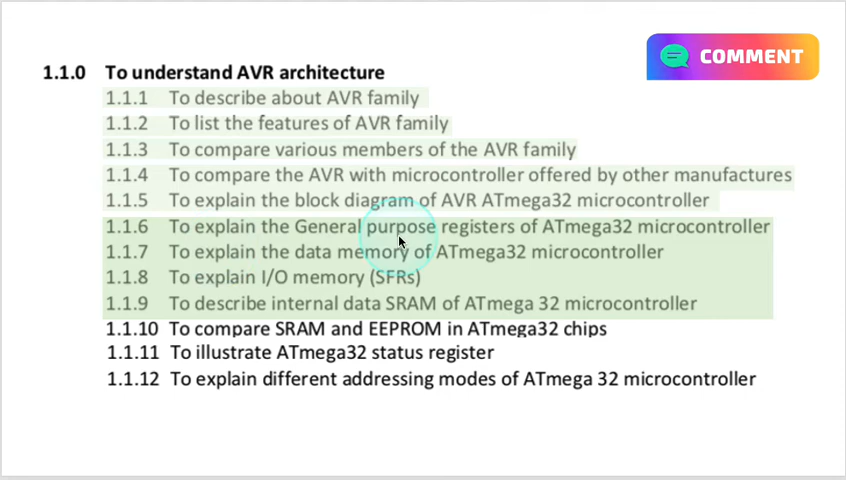 COMMENT
1.1.0 To understand AVR architecture
1.1.1 To describe about AVR family
1.1.2 To list the features of AVR family
1.1.3 To compare various members of the AVR family
1.1.4 To compare the AVR with microcontroller offered by other manufactures
1.1.5 To explain the block diagram of AVR ATmega32 microcontroller
1.1.6 To explain the General purpose registers of ATmega32 microcontroller
1.1.7 To explain the data memory of ATmega32 microcontroller
1.1.8 To explain I/O memory (SFRs)
1.1.9 To describe internal data SRAM of ATmega 32 microcontroller
1.1.10 To compare SRAM and EEPROM in ATmega32 chips
1.1.11 To illustrate ATmega32 status register
1.1.12 To explain different addressing modes of ATmega 32 microcontroller